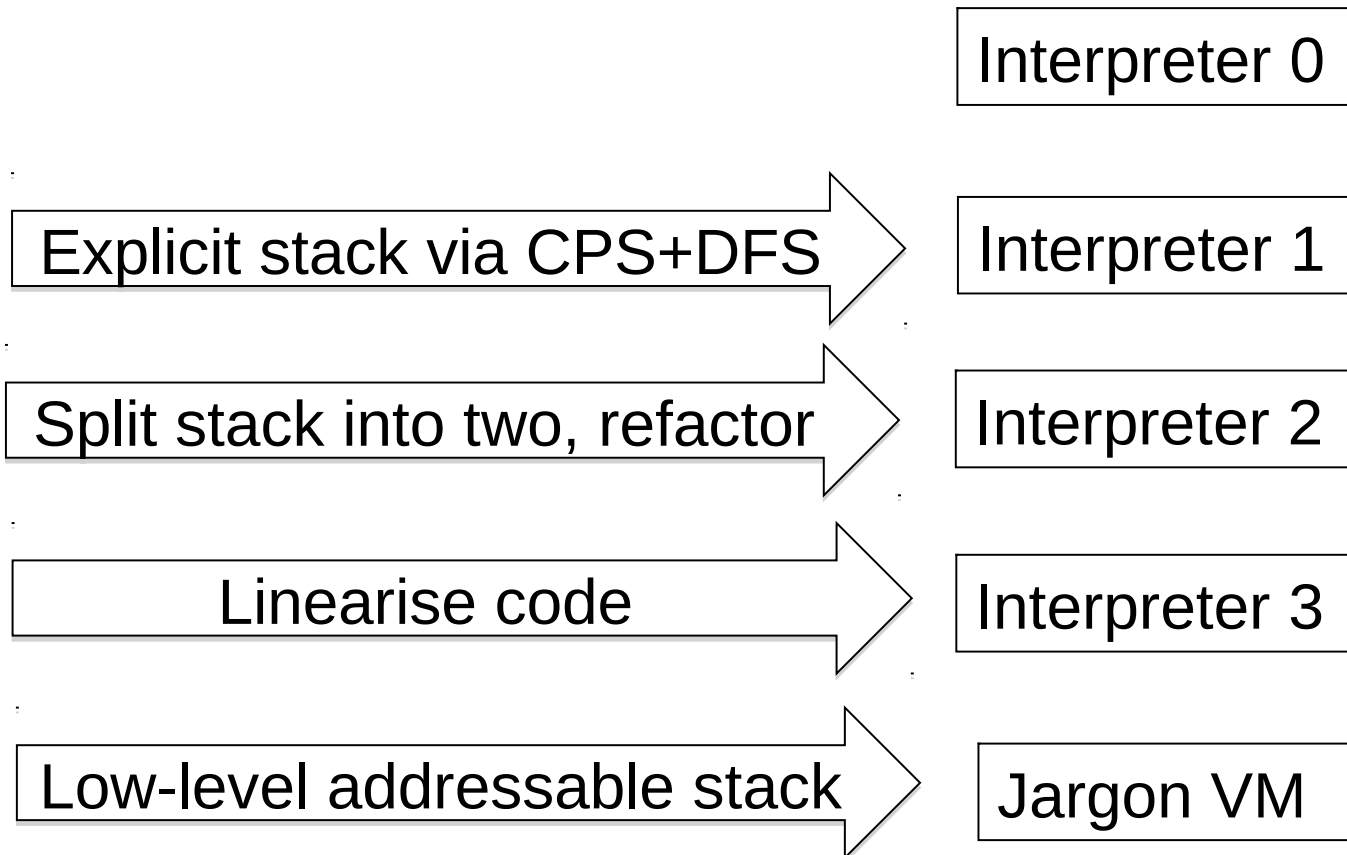 Interpreter 0
Explicit stack via CPS+DFS
Interpreter 1
Split stack into two, refactor
Interpreter 2
Linearise code
Interpreter 3
Low-level addressable stack
Jargon VM